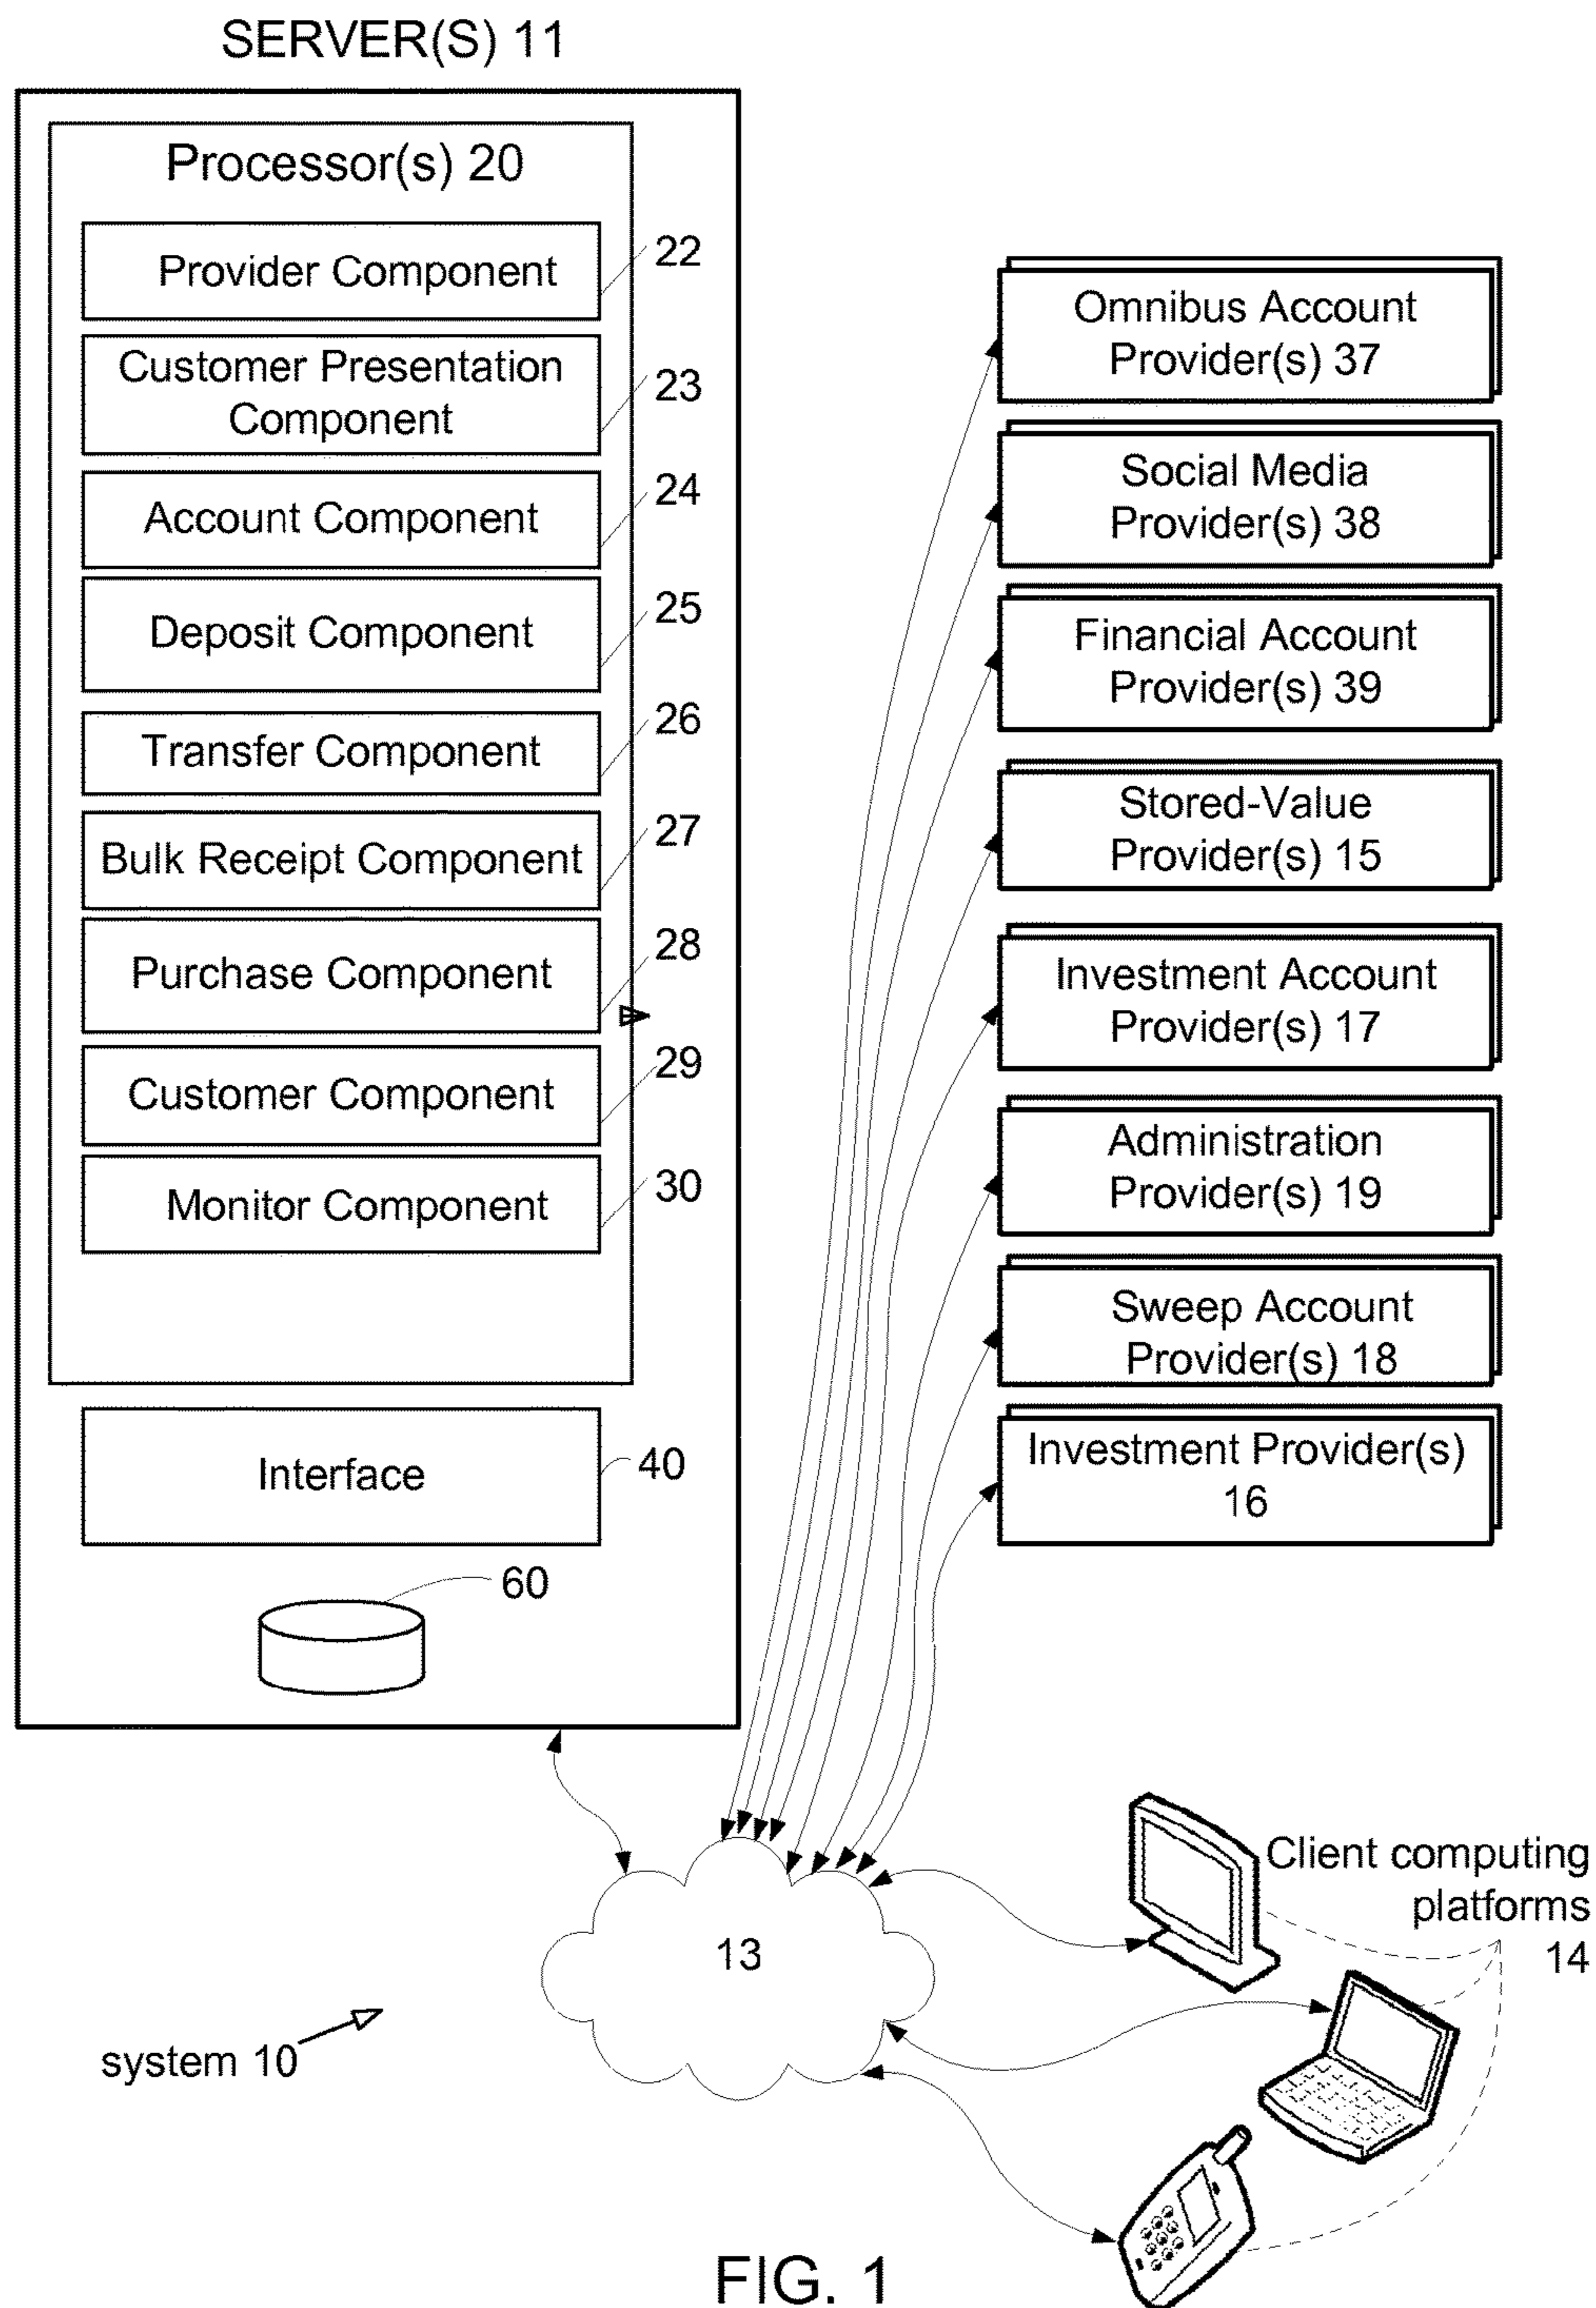 SERVER(S) 11
Processor(s) 20
Provider Component
22
Customer Presentation
Component
23
Account Component
24
Deposit Component
25
Transfer Component
26
Bulk Receipt Component
27
Purchase Component
28
Customer Component
29
Monitor Component
30
Interface
40
60
Omnibus Account
Provider(s) 37
Social Media
Provider(s) 38
Financial Account
Provider(s) 39
Stored-Value
Provider(s) 15
Investment Account
Provider(s) 17
Administration
Provider(s) 19
Sweep Account
Provider(s) 18
Investment Provider(s)
16
13
Client computing
platforms
14
system 10
FIG. 1